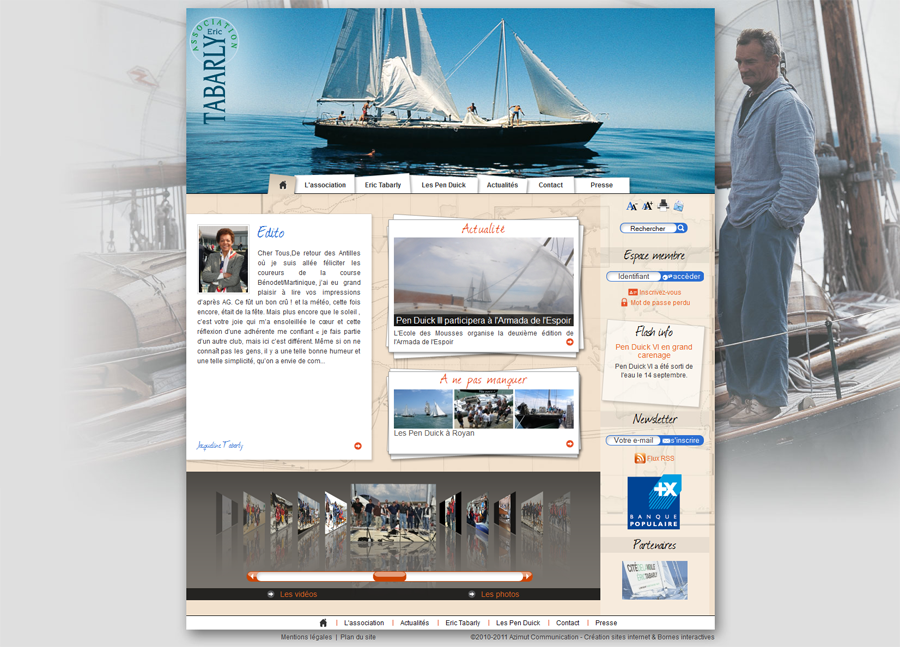 ASSOCIATION
Eric
TABARLY
L'association Eric Tabarly Les Pen Duick Actualités Contact Presse
Rechercher
Edito
Cher Tous,De retour des Antilles
où je suis allée féliciter les
coureurs de la course
Bénodet/Martinique, j'ai eu grand
plaisir à lire vos impressions
d'après AG. Ce fût un bon crû ! et la météo, cette fois
encore, était de la fête. Mais plus encore que le soleil ,
c'est votre joie qui m'a ensoleillée le cœur et cette
réflexion d'une adhérente me confiant « je fais partie
d'un autre club, mais ici c'est différent. Même si on ne
connaît pas les gens, il y a une telle bonne humeur et
une telle simplicité, qu'on a envie de com...
Jacqueline Tabarly
Actualité
Pen Duick III participera à l'Armada de l'Espoir
L'Ecole des Mousses organise la deuxième édition de
l'Armada de l'Espoir
A ne pas manquer
Les Pen Duick à Royan
Espace membre
Identifiant accéder
Inscrivez-vous
Mot de passe perdu
Flash info
Pen Duick VI en grand
carenage
Pen Duick VI a été sorti de
l'eau le 14 septembre.
Newsletter
Votre e-mail s'inscrire
Flux RSS
BANQUE
POPULAIRE
Partenaires
CITÉ DE LA VOILE
ERIC TABARLY
Les vidéos Les photos
L'association | Actualités | Eric Tabarly | Les Pen Duick | Contact | Presse
Mentions légales | Plan du site ©2010-2011 Azimut Communication - Création sites internet & Bornes interactives